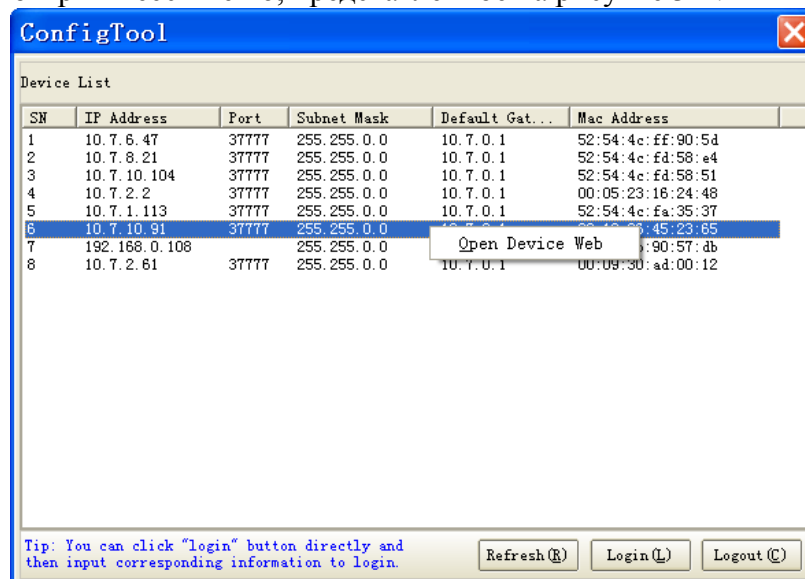 ConfigTool
Device List
SN IP Address Port Subnet Mask Default Gat... Mac Address
1 10.7.6.47 37777 255.255.0.0 10.7.0.1 52:54:4c:ff:90:5d
2 10.7.8.21 37777 255.255.0.0 10.7.0.1 52:54:4c:fd:58:e4
3 10.7.10.104 37777 255.255.0.0 10.7.0.1 52:54:4c:fd:58:51
4 10.7.2.2 37777 255.255.0.0 10.7.0.1 00:05:23:16:24:48
5 10.7.1.113 37777 255.255.0.0 10.7.0.1 52:54:4c:fa:35:37
6 10.7.10.91 37777 255.255.0.0 :45:23:65
Open Device Web
7 192.168.0.108 255.255.0.0 :90:57:db
8 10.7.2.61 37777 255.255.0.0 10.7.0.1 00:09:30:ad:00:12
Tip: You can click "login" button directly and
then input corresponding information to login.
Refresh(R) Login(L) Logout(C)